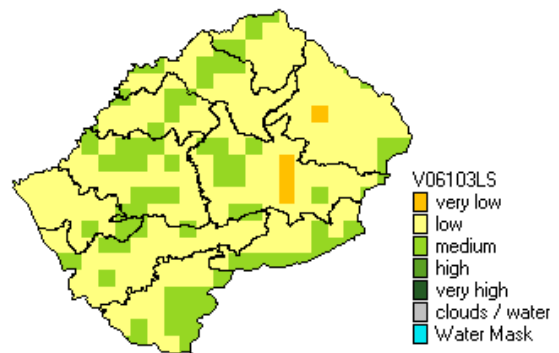 V06103LS
very low
low
medium
high
very high
clouds / water
Water Mask